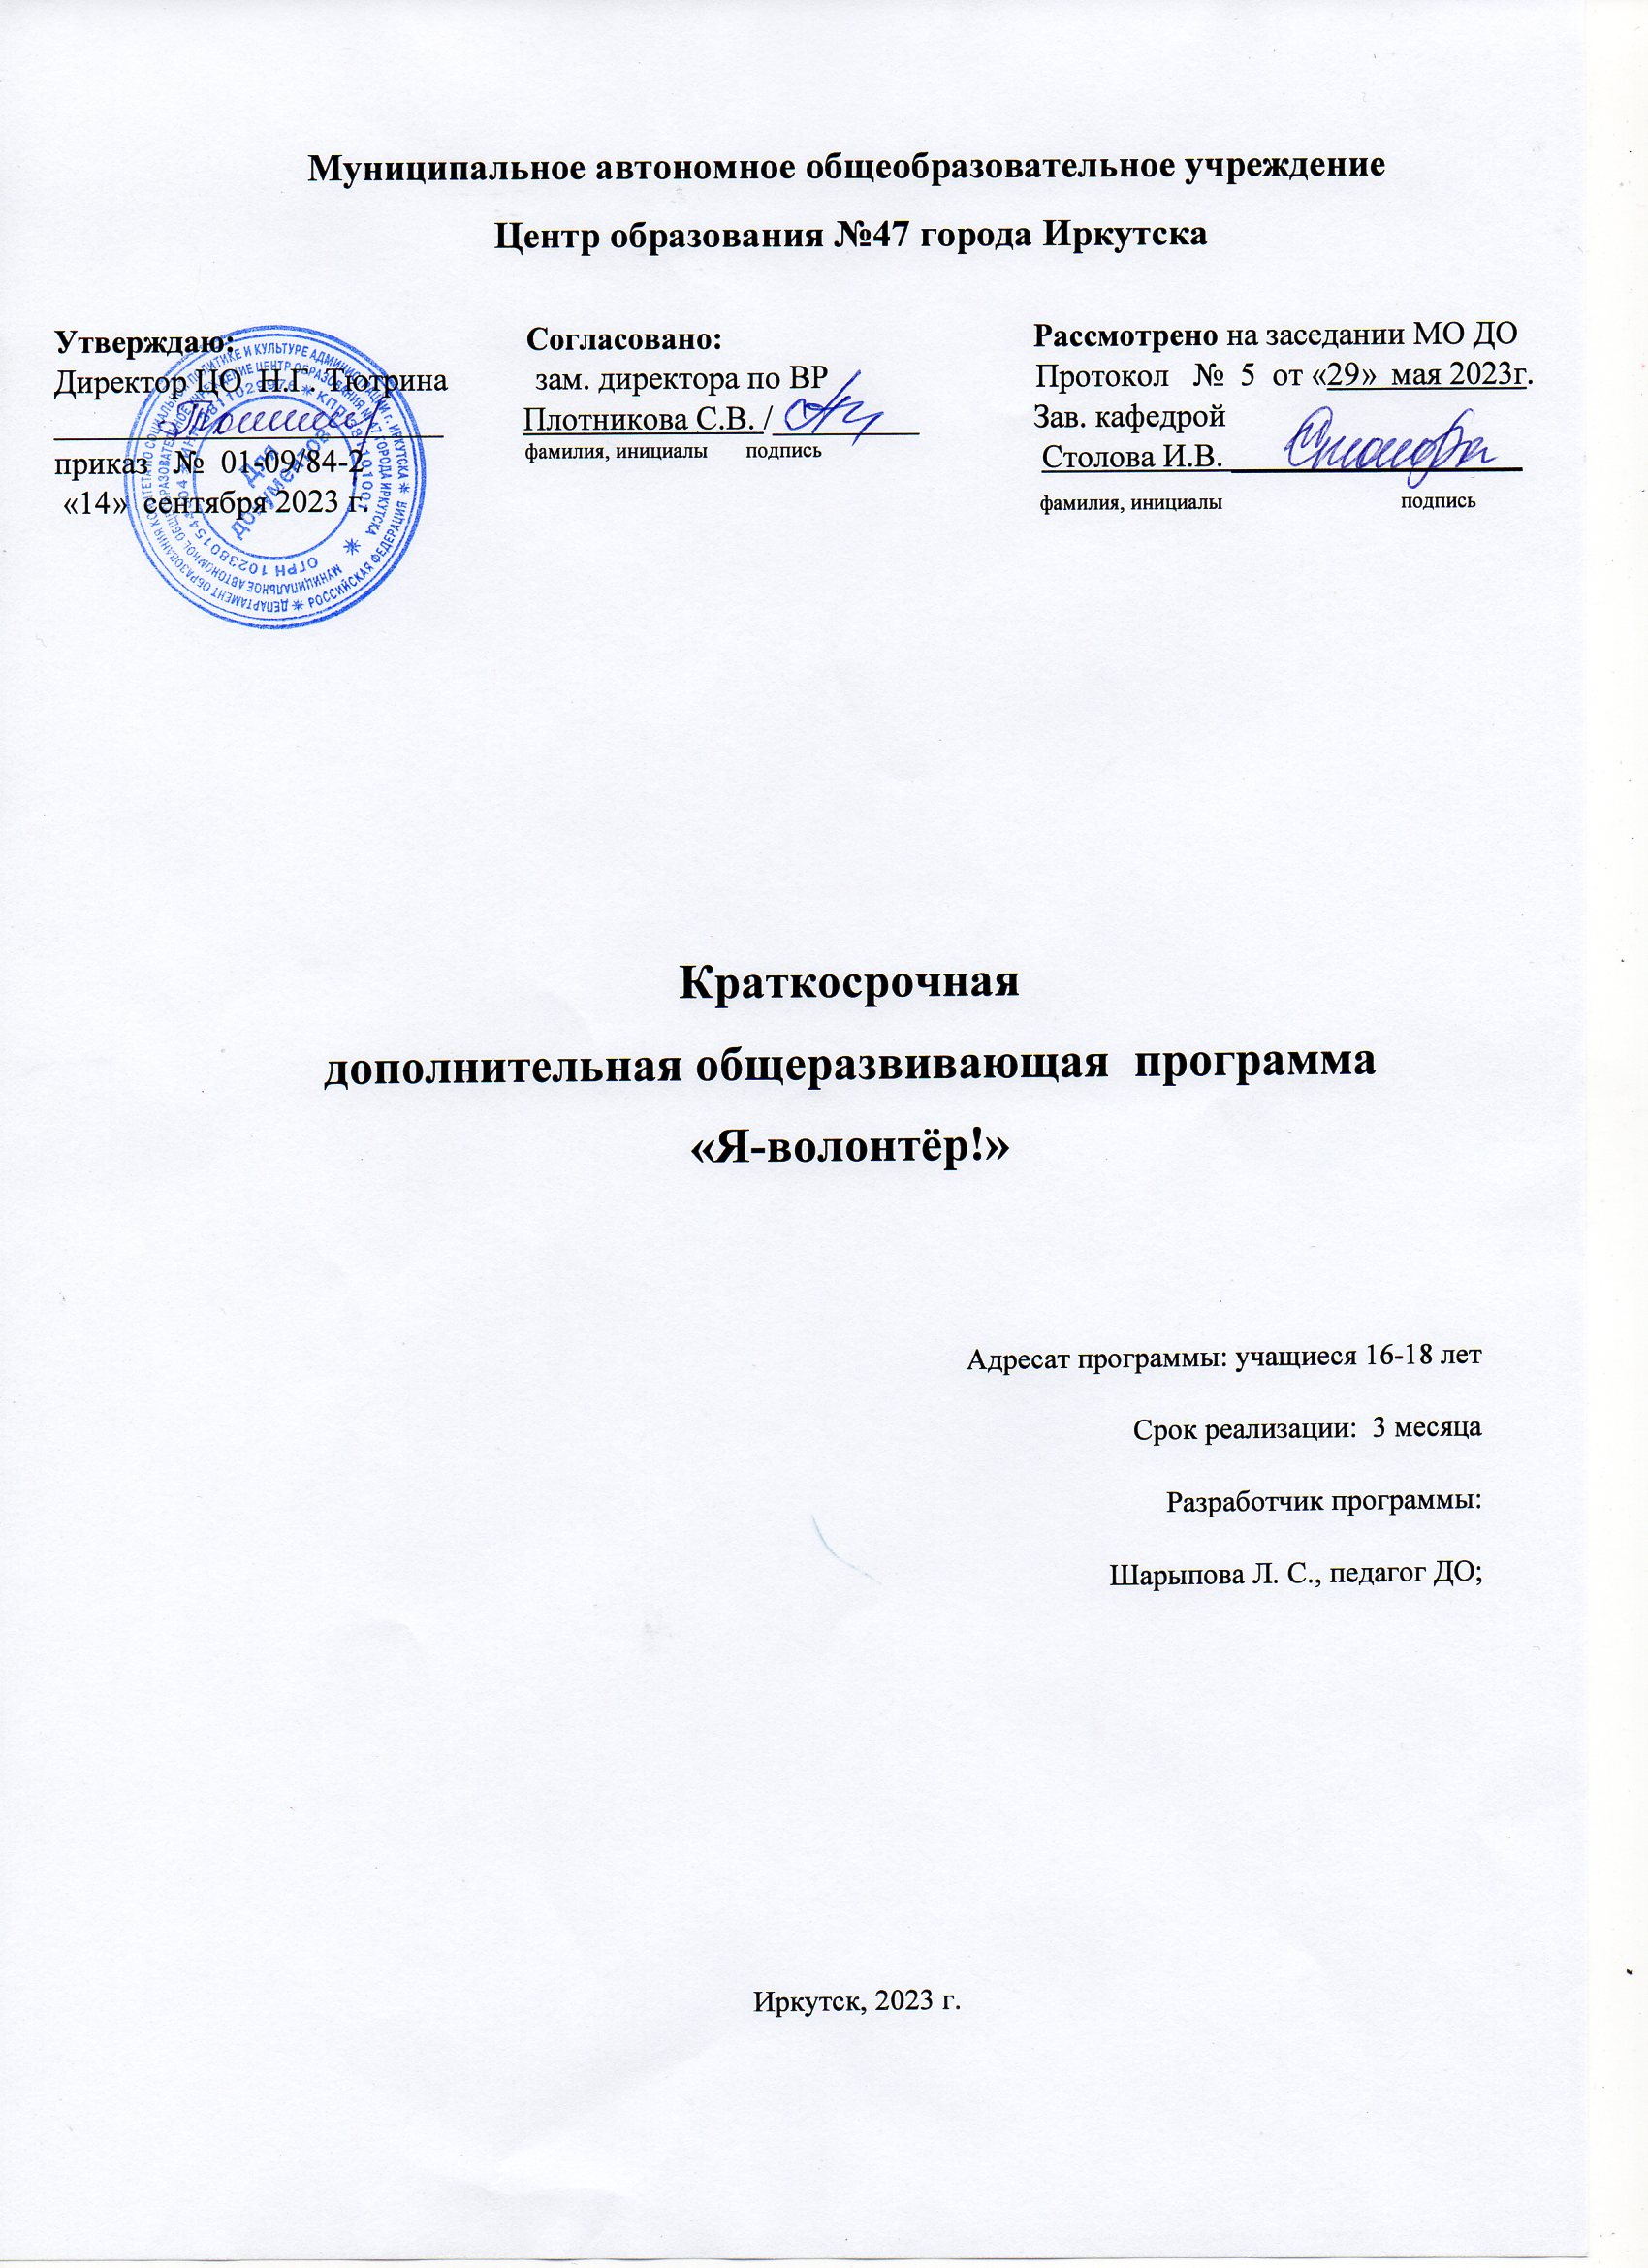 Муниципальное автономное общеобразовательное учреждение
Центр образования №47 города Иркутска
Утверждаю:
Директор ЦО Н.Г. Тютрина
приказ № 01-09/84-2
«14» сентября 2023 г.
Для
документов
Согласовано:
зам. директора по ВР
Плотникова С.В. /
фамилия, инициалы подпись
Рассмотрено на заседании МО ДО
Протокол № 5 от «29» мая 2023г.
Зав. кафедрой
Столова И.В.
фамилия, инициалы подпись
Краткосрочная
дополнительная общеразвивающая программа
«Я-волонтёр!»
Адресат программы: учащиеся 16-18 лет
Срок реализации: 3 месяца
Разработчик программы:
Шарыпова Л. С., педагог ДО;
Иркутск, 2023 г.